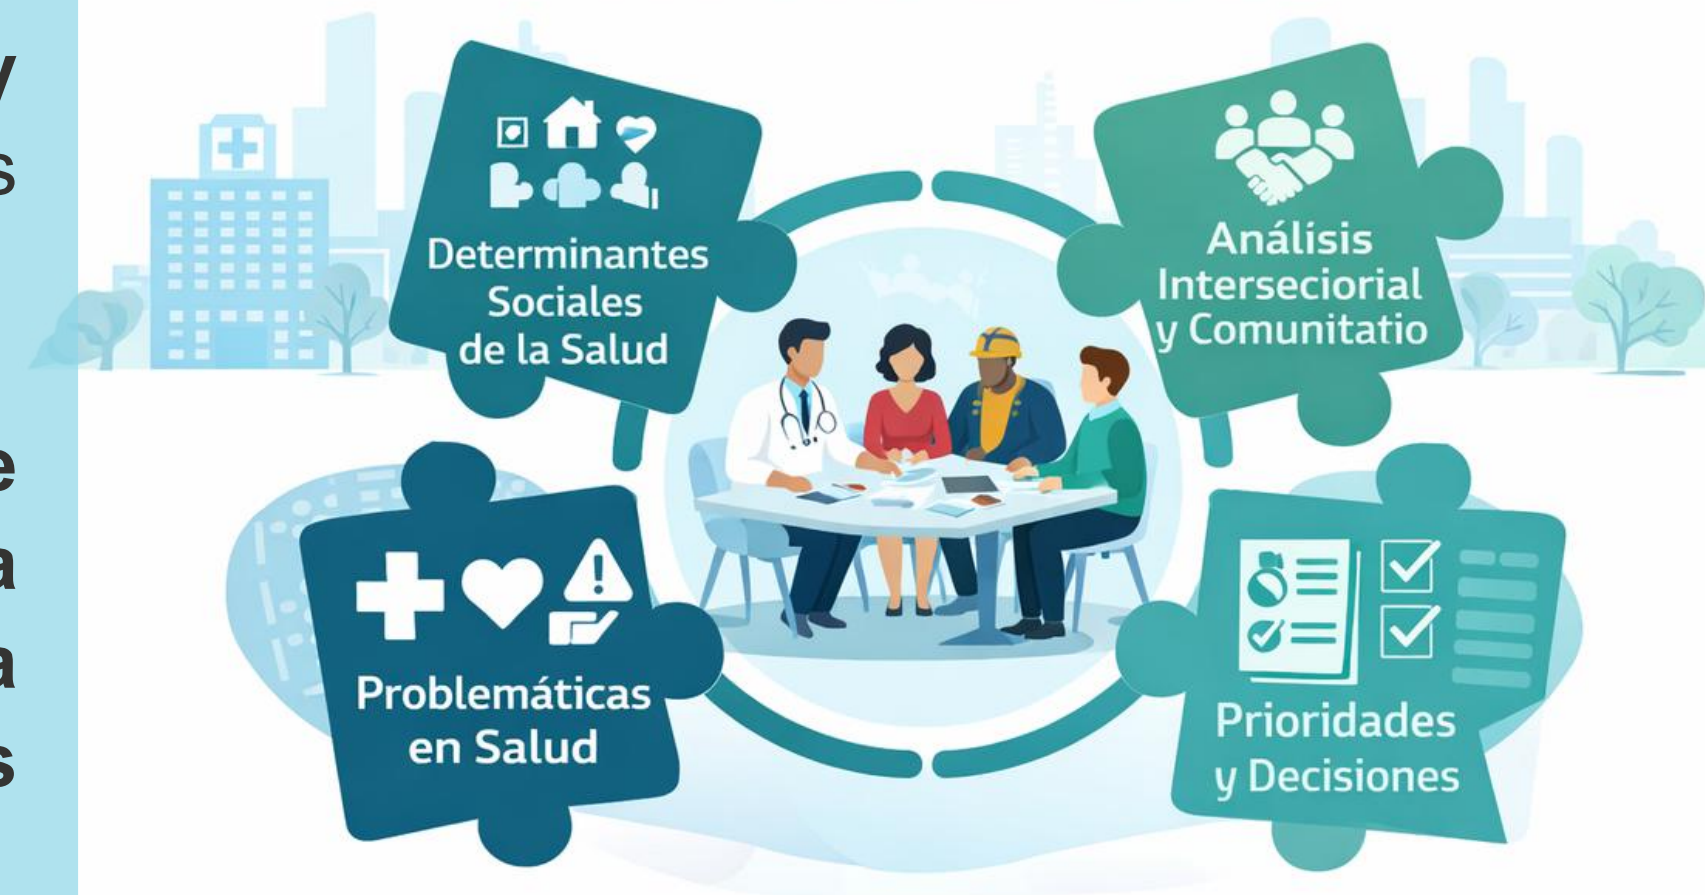 y
s
e
a
a
s
Determinantes
Sociales
de la Salud
Análisis
Interseciorial
y Comunitatio
Problemáticas
en Salud
Prioridades
y Decisiones